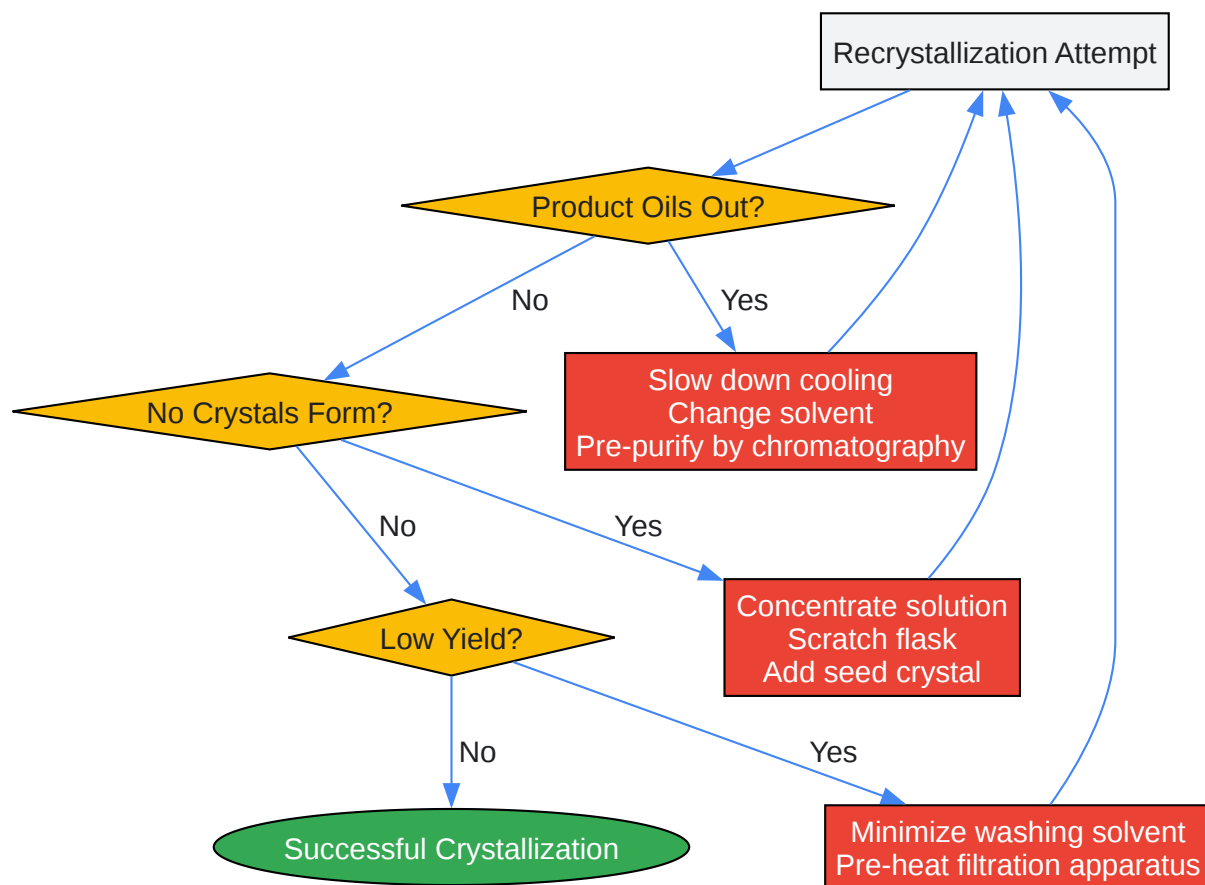 Recrystallization Attempt
Product Oils Out?
No
Yes
Slow down cooling
Change solvent
Pre-purify by chromatography
No Crystals Form?
No
Yes
Concentrate solution
Scratch flask
Add seed crystal
Low Yield?
No
Yes
Successful Crystallization
Minimize washing solvent
Pre-heat filtration apparatus